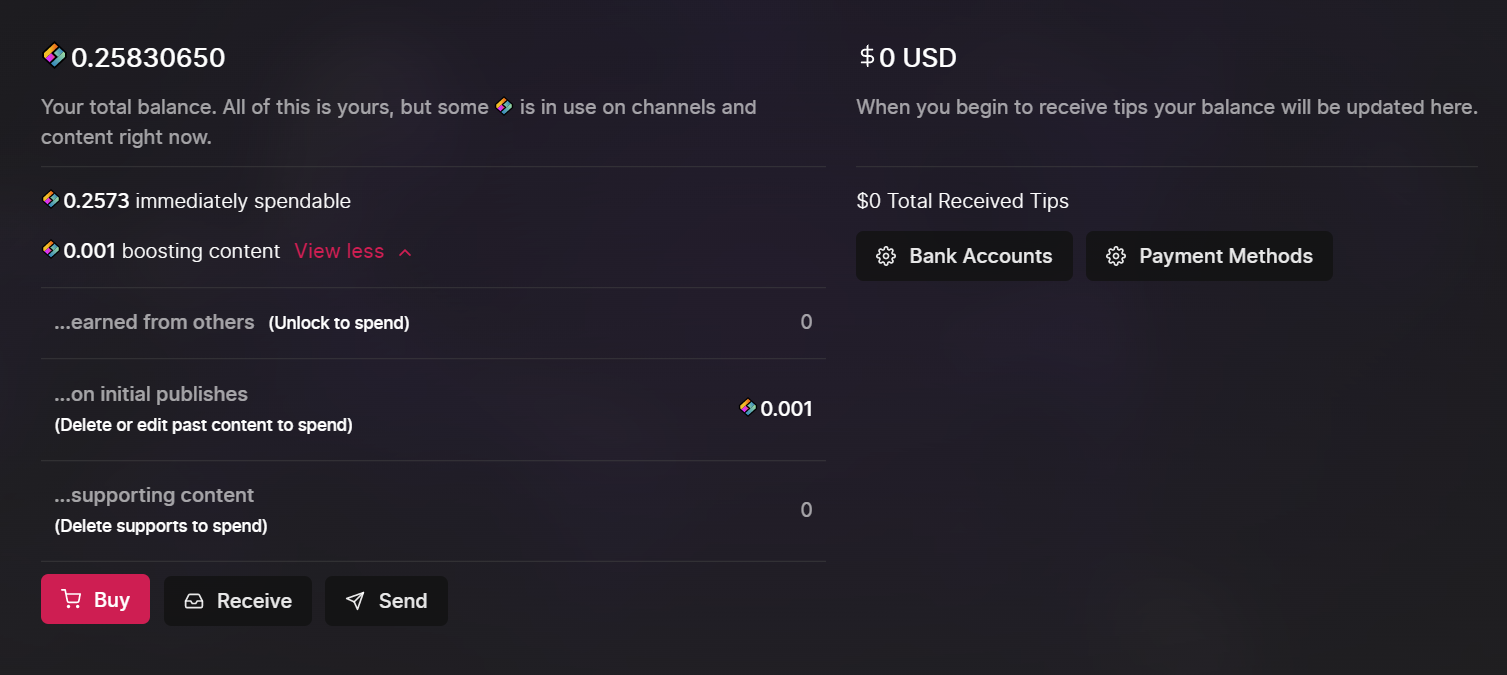 0.25830650
Your total balance. All of this is yours, but some is in use on channels and
content right now.
0.2573 immediately spendable
0.001 boosting content View less
...earned from others (Unlock to spend)
0
...on initial publishes
(Delete or edit past content to spend)
0.001
...supporting content
(Delete supports to spend)
0
Buy
Receive
Send
$0 USD
When you begin to receive tips your balance will be updated here.
$0 Total Received Tips
Bank Accounts
Payment Methods